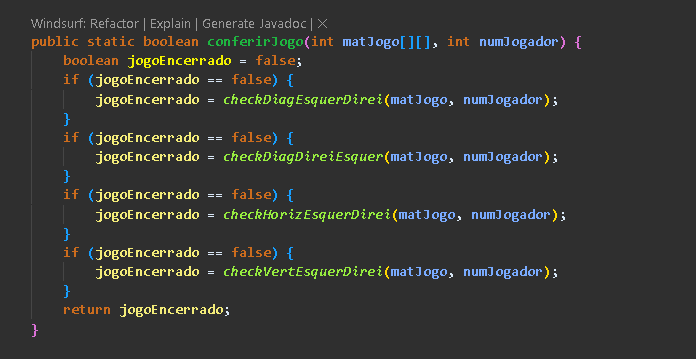 Windsurf: Refactor | Explain | Generate Javadoc | ×
public static boolean conferirJogo(int matJogo[][], int numJogador) {
    boolean jogoEncerrado = false;
    if (jogoEncerrado == false) {
        jogoEncerrado = checkDiagEsquerDirei(matJogo, numJogador);
    }
    if (jogoEncerrado == false) {
        jogoEncerrado = checkDiagDireiEsquer(matJogo, numJogador);
    }
    if (jogoEncerrado == false) {
        jogoEncerrado = checkHorizEsquerDirei(matJogo, numJogador);
    }
    if (jogoEncerrado == false) {
        jogoEncerrado = checkVertEsquerDirei(matJogo, numJogador);
    }
    return jogoEncerrado;
}